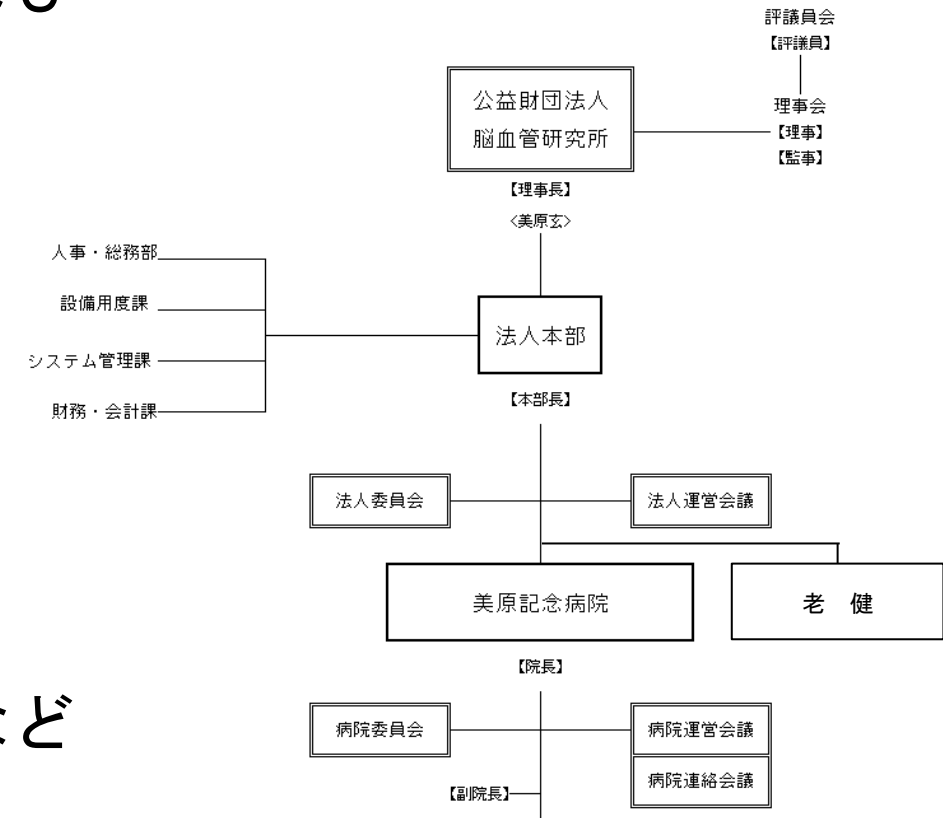 評議員会
【評議員】
公益財団法人
脳血管研究所
理事会
【理事】
【監事】
【理事長】
〈美原玄〉
人事・総務部
設備用度課
システム管理課
財務・会計課
法人本部
【本部長】
法人委員会
法人運営会議
美原記念病院
老 健
【院長】
など
病院委員会
病院運営会議
病院連絡会議
【副院長】